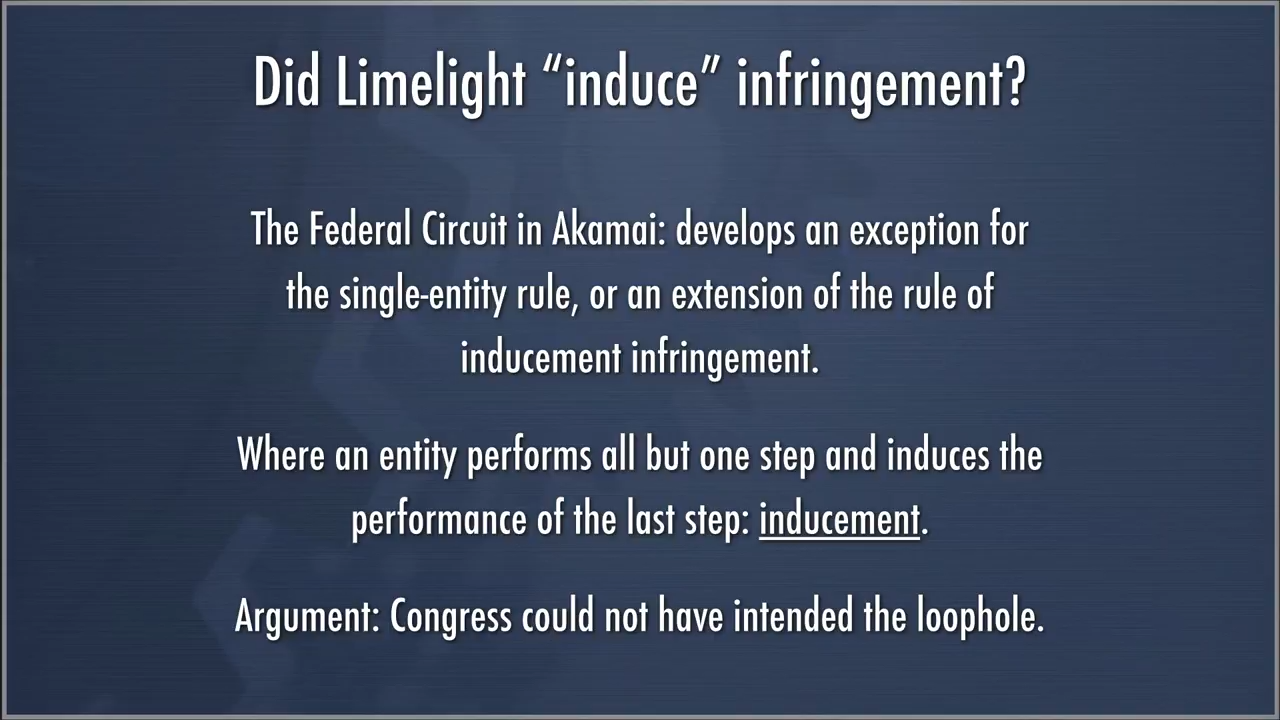 Did Limelight “induce” infringement?
The Federal Circuit in Akamai: develops an exception for
the single-entity rule, or an extension of the rule of
inducement infringement.
Where an entity performs all but one step and induces the
performance of the last step: inducement.
Argument: Congress could not have intended the loophole.